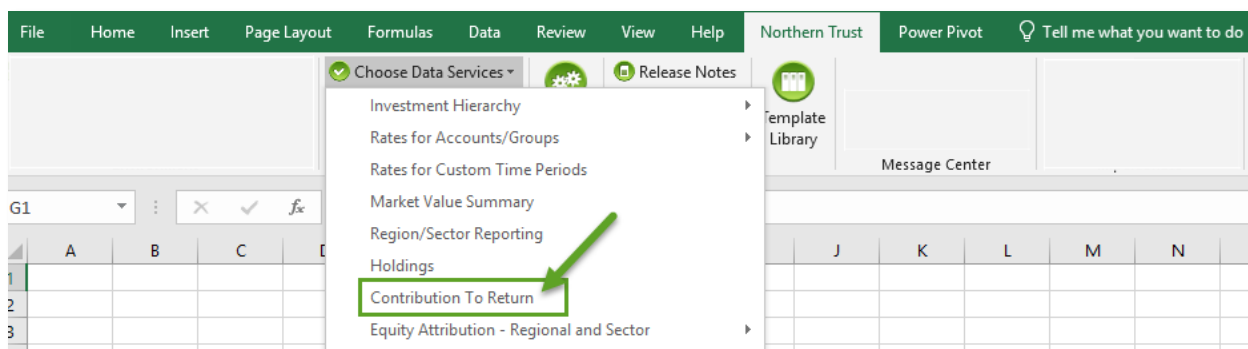 File Home Insert Page Layout Formulas Data Review View Help Northern Trust Power Pivot Tell me what you want to do
Choose Data Services Release Notes
Investment Hierarchy
Rates for Accounts/Groups
Rates for Custom Time Periods
Market Value Summary
Region/Sector Reporting
Holdings
Contribution To Return
Equity Attribution - Regional and Sector
Template
Library
Message Center
G1 fx
A B C J K L M N
1
2
3